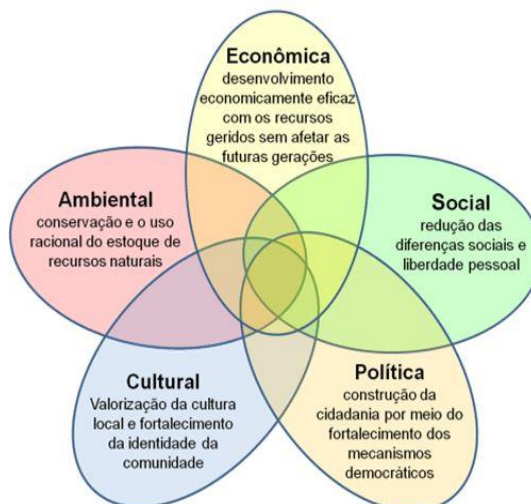 Econômica
desenvolvimento
economicamente eficaz
com os recursos
geridos sem afetar as
futuras gerações
Ambiental
conservação e o uso
racional do estoque de
recursos naturais
Social
redução das
diferenças sociais e
liberdade pessoal
Cultural
Valorização da cultura
local e fortalecimento
da identidade da
comunidade
Política
construção da
cidadania por meio do
fortalecimento dos
mecanismos
democráticos